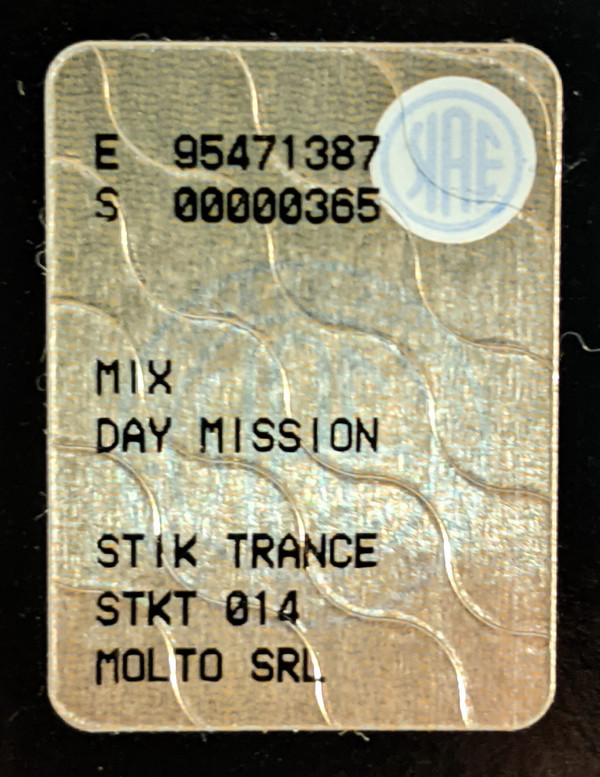 E 95471387
S 00000365
MIX
DAY MISSION
STIK TRANCE
STKT 014
MOLTO SRL